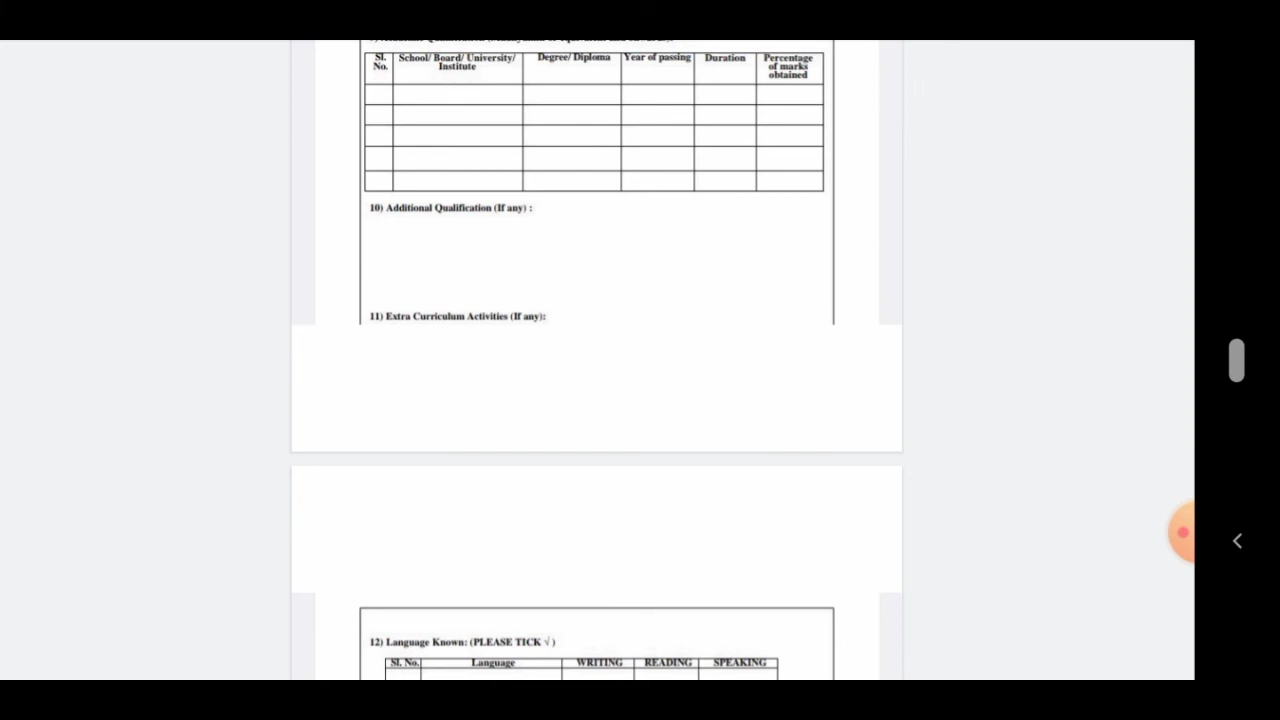 Sl. No. School/ Board/ University/ Institute Degree/ Diploma Year of passing Duration Percentage of marks obtained
10) Additional Qualification (If any) :
11) Extra Curriculum Activities (If any):
12) Language Known: (PLEASE TICK √ )
Sl. No. Language WRITING READING SPEAKING